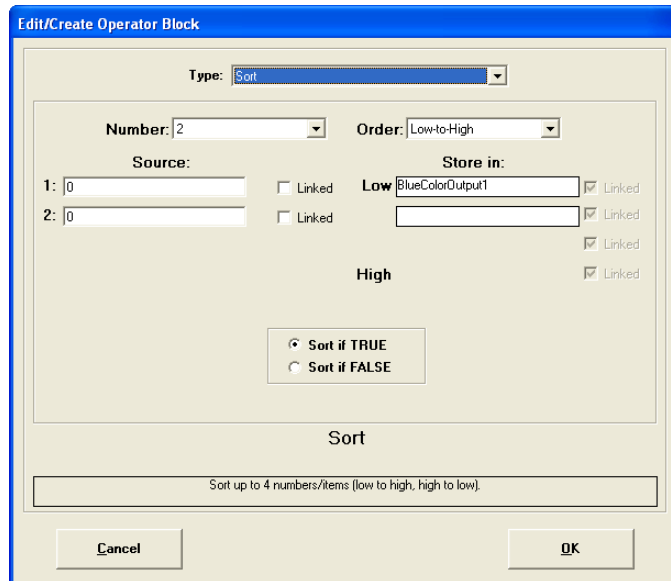 Edit/Create Operator Block
Type: Sort
Number: 2 Order: Low-to-High
Source: Store in:
1: 0 Linked Low BlueColorOutput1 Linked
2: 0 Linked Linked
Linked
High Linked
Sort if TRUE
Sort if FALSE
Sort
Sort up to 4 numbers/items (low to high, high to low).
Cancel OK